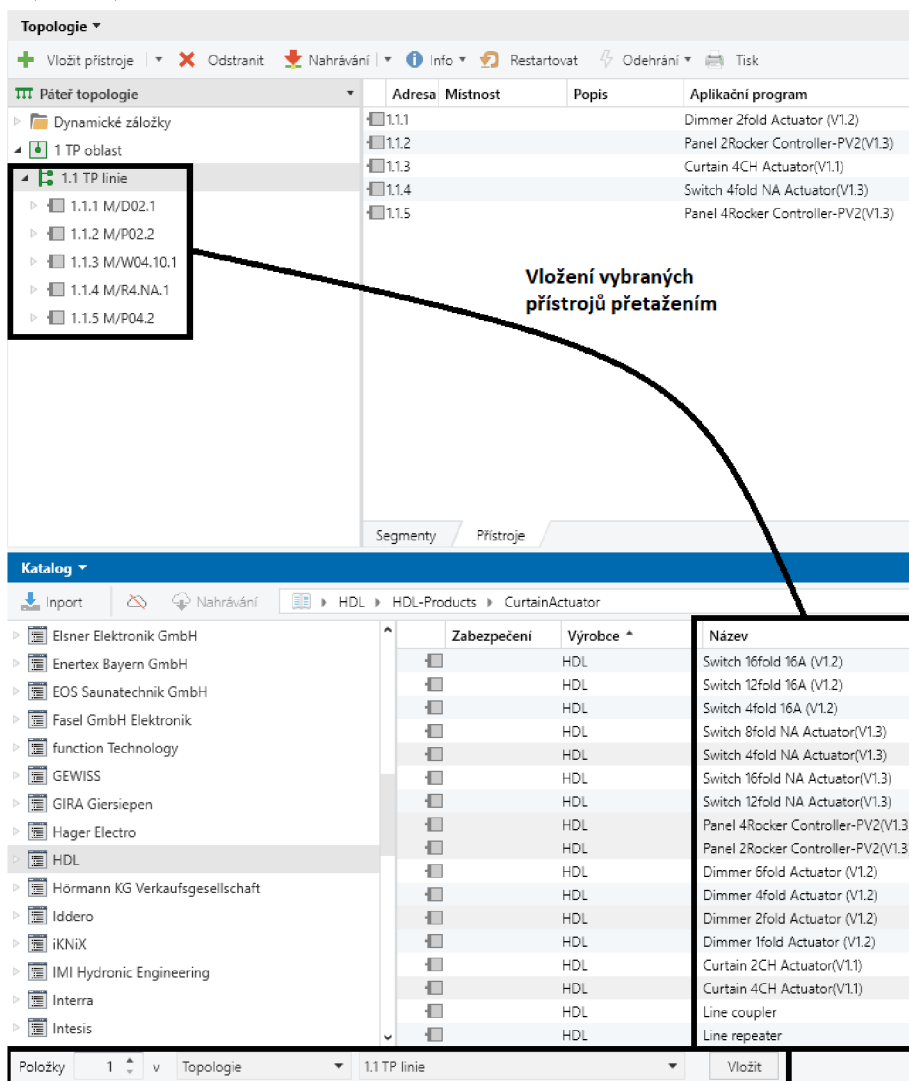 Topologie
Vložit přístroje Odstranit Nahrávání Info Restartovat Odehrání Tisk
Páteř topologie
Adresa Místnost Popis Aplikační program
Dynamické záložky
1 TP oblast
1.1 TP linie
1.1.1 M/D02.1
1.1.2 M/P02.2
1.1.3 M/W04.10.1
1.1.4 M/R4.NA.1
1.1.5 M/P04.2
1.1.1 Dimmer 2fold Actuator (V1.2)
1.1.2 Panel 2Rocker Controller-PV2(V1.3)
1.1.3 Curtain 4CH Actuator(V1.1)
1.1.4 Switch 4fold NA Actuator(V1.3)
1.1.5 Panel 4Rocker Controller-PV2(V1.3)
Vložení vybraných
přístrojů přetažením
Segmenty Přístroje
Katalog
Inport Nahrávání HDL HDL-Products CurtainActuator
Elsner Elektronik GmbH
Enertex Bayern GmbH
EOS Saunatechnik GmbH
Fasel GmbH Elektronik
function Technology
GEWISS
GIRA Giersiepen
Hager Electro
HDL
Hörmann KG Verkaufsgesellschaft
Iddero
iKNiX
IMI Hydronic Engineering
Interra
Intesis
Zabezpečení Výrobce Název
HDL Switch 16fold 16A (V1.2)
HDL Switch 12fold 16A (V1.2)
HDL Switch 4fold 16A (V1.2)
HDL Switch 8fold NA Actuator(V1.3)
HDL Switch 4fold NA Actuator(V1.3)
HDL Switch 16fold NA Actuator(V1.3)
HDL Switch 12fold NA Actuator(V1.3)
HDL Panel 4Rocker Controller-PV2(V1.3
HDL Panel 2Rocker Controller-PV2(V1.3
HDL Dimmer 6fold Actuator (V1.2)
HDL Dimmer 4fold Actuator (V1.2)
HDL Dimmer 2fold Actuator (V1.2)
HDL Dimmer 1fold Actuator (V1.2)
HDL Curtain 2CH Actuator(V1.1)
HDL Curtain 4CH Actuator(V1.1)
HDL Line coupler
HDL Line repeater
Položky 1 v Topologie 1.1 TP linie Vložit